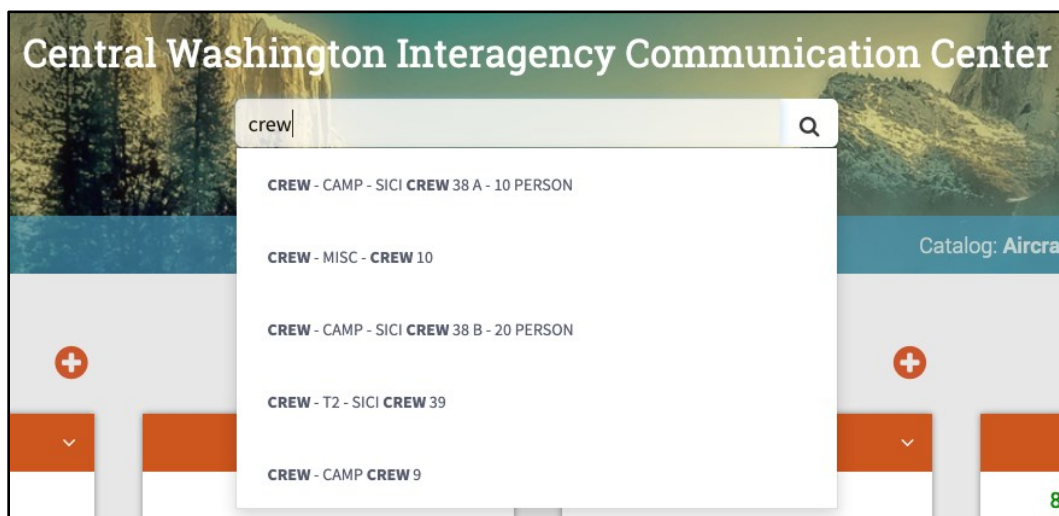 Central Washington Interagency Communication Center
crew
CREW - CAMP - SICI CREW 38 A - 10 PERSON
CREW - MISC - CREW 10
Catalog: Aircra
CREW - CAMP - SICI CREW 38 B - 20 PERSON
CREW - T2 - SICI CREW 39
CREW - CAMP CREW 9
8